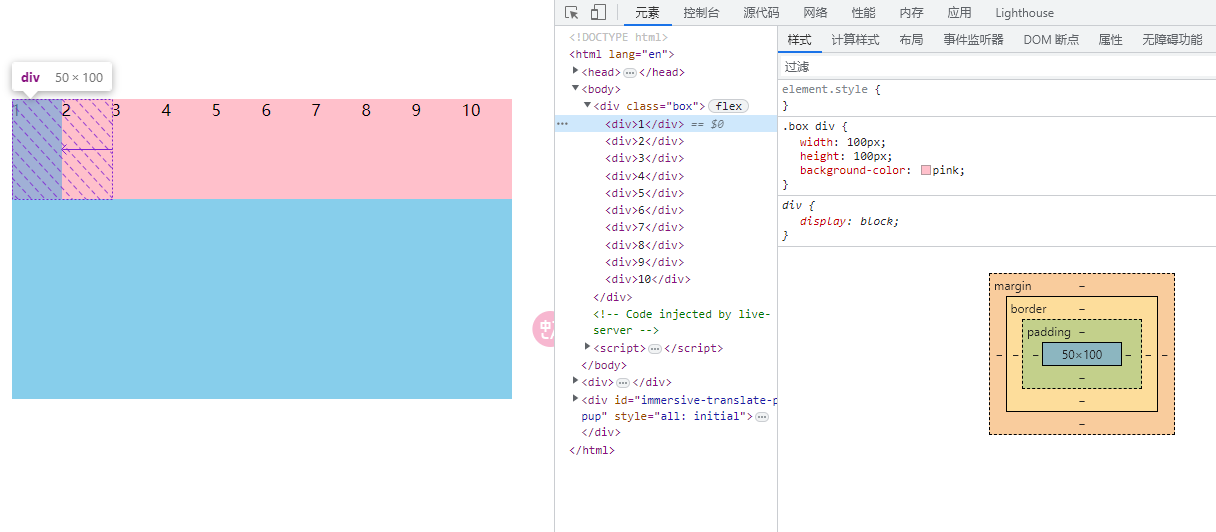 div 50 × 100
1 2 3 4 5 6 7 8 9 10
中
元素 控制台 源代码 网络 性能 内存 应用 Lighthouse
<!DOCTYPE html>
<html lang="en">
<head>…</head>
<body>
<div class="box"> flex
<div>1</div> == $0
<div>2</div>
<div>3</div>
<div>4</div>
<div>5</div>
<div>6</div>
<div>7</div>
<div>8</div>
<div>9</div>
<div>10</div>
</div>
<!-- Code injected by live-
server -->
<script>…</script>
</body>
<div>…</div>
<div id="immersive-translate-p
pup" style="all: initial">…
</div>
</html>
样式 计算样式 布局 事件监听器 DOM 断点 属性 无障碍功能
过滤
element.style {
}
.box div {
width: 100px;
height: 100px;
background-color: pink;
}
div {
display: block;
}
margin –
border –
padding –
– – – 50×100 – – –
–
–
–